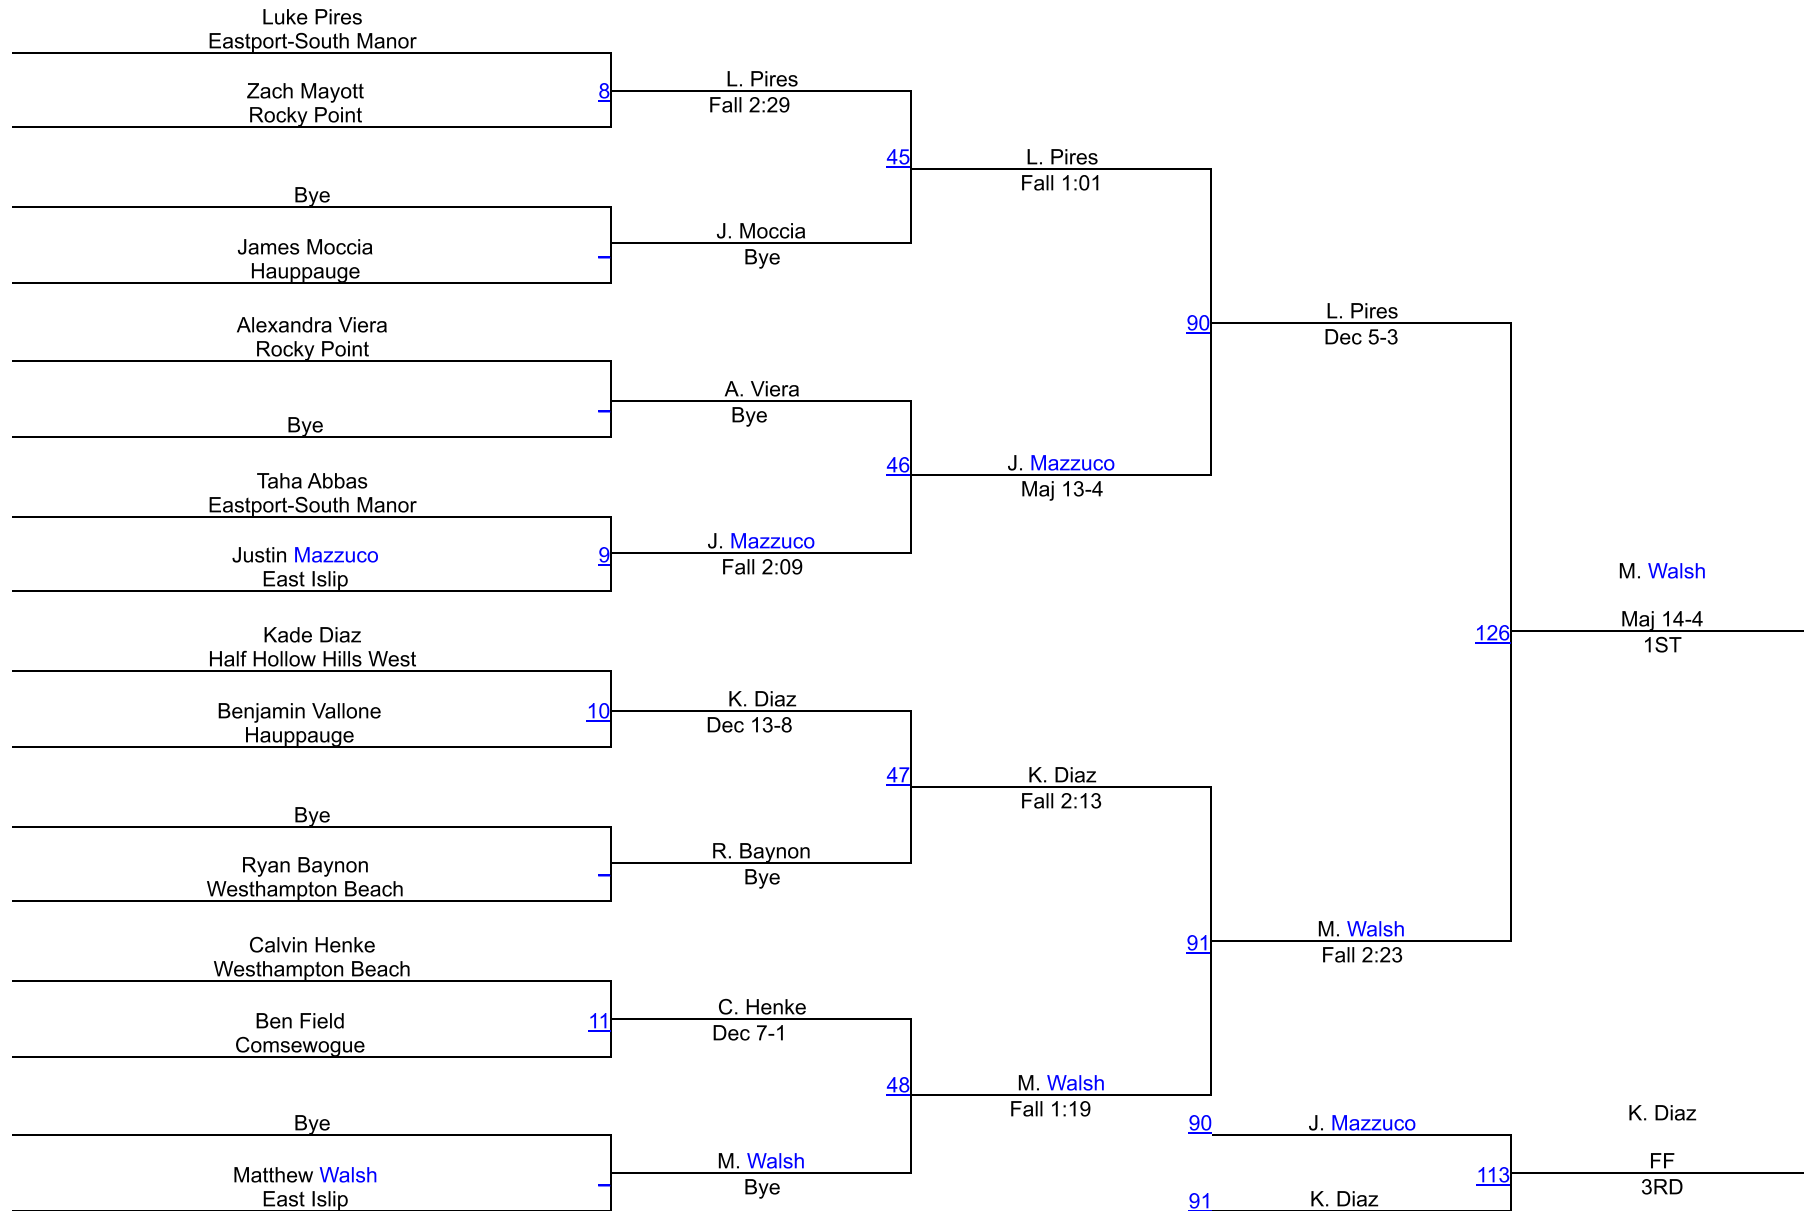 Luke Pires
Eastport-South Manor
Zach Mayott
Rocky Point
8
L. Pires
Fall 2:29
Bye
James Moccia
Hauppauge
J. Moccia
Bye
45
L. Pires
Fall 1:01
Alexandra Viera
Rocky Point
Bye
A. Viera
Bye
Taha Abbas
Eastport-South Manor
Justin Mazzuco
East Islip
9
J. Mazzuco
Fall 2:09
46
J. Mazzuco
Maj 13-4
90
L. Pires
Dec 5-3
Kade Diaz
Half Hollow Hills West
Benjamin Vallone
Hauppauge
10
K. Diaz
Dec 13-8
Bye
Ryan Baynon
Westhampton Beach
R. Baynon
Bye
47
K. Diaz
Fall 2:13
Calvin Henke
Westhampton Beach
Ben Field
Comsewogue
11
C. Henke
Dec 7-1
Bye
Matthew Walsh
East Islip
M. Walsh
Bye
48
M. Walsh
Fall 1:19
91
M. Walsh
Fall 2:23
126
M. Walsh
Maj 14-4
1ST
90
J. Mazzuco
91
K. Diaz
113
K. Diaz
FF
3RD